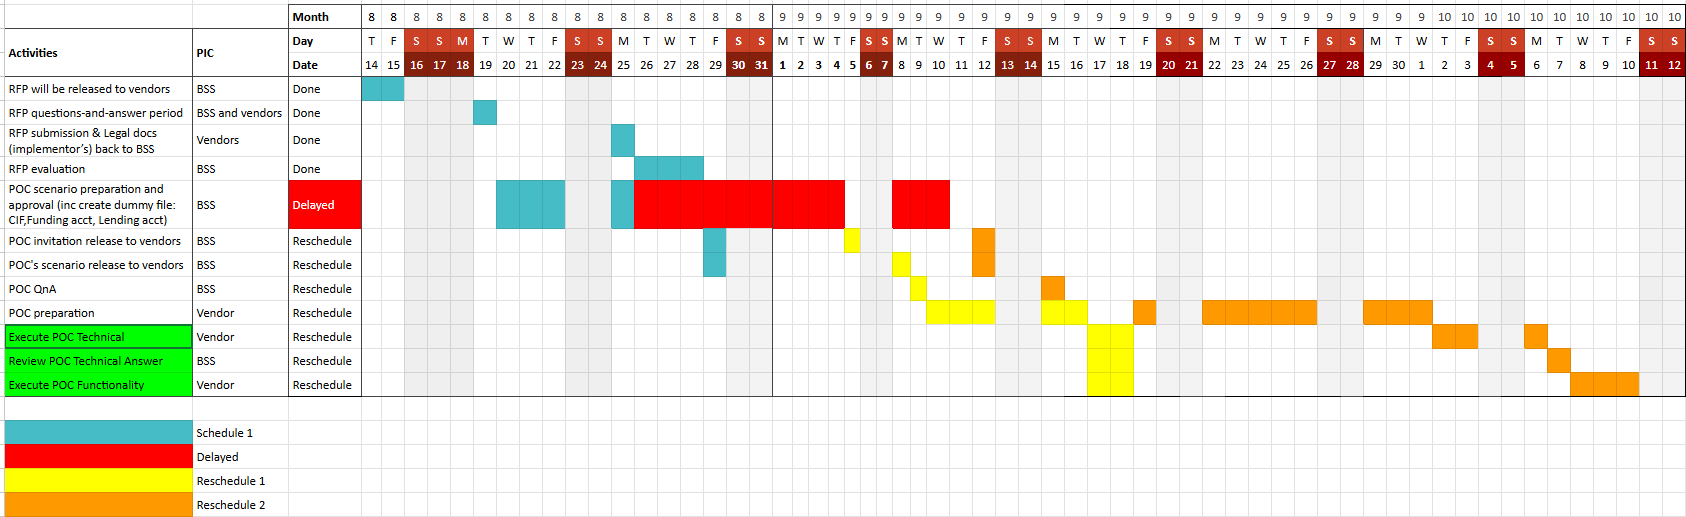 Month 8 8 8 8 8 8 8 8 8 8 8 8 8 8 8 8 8 8 9 9 9 9 9 9 9 9 9 9 9 9 9 9 9 9 9 9 9 9 9 9 9 9 9 9 9 9 9 9 9 10 10 10 10 10 10 10 10 10 10 10
Activities PIC
Day T F S S M T W T F S S M T W T F S S M T W T F S S M T W T F S S M T W T F S S M T W T F S S M T W T F S S M T W T F S S
Date 14 15 16 17 18 19 20 21 22 23 24 25 26 27 28 29 30 31 1 2 3 4 5 6 7 8 9 10 11 12 13 14 15 16 17 18 19 20 21 22 23 24 25 26 27 28 29 30 1 2 3 4 5 6 7 8 9 10 11 12
RFP will be released to vendors BSS Done
RFP questions-and-answer period BSS and vendors Done
RFP submission & Legal docs
(implementor's) back to BSS Vendors Done
RFP evaluation BSS Done
POC scenario preparation and
approval (inc create dummy file: BSS Delayed
CIF,Funding acct, Lending acct)
POC invitation release to vendors BSS Reschedule
POC's scenario release to vendors BSS Reschedule
POC QnA BSS Reschedule
POC preparation Vendor Reschedule
Execute POC Technical Vendor Reschedule
Review POC Technical Answer BSS Reschedule
Execute POC Functionality Vendor Reschedule
Schedule 1
Delayed
Reschedule 1
Reschedule 2